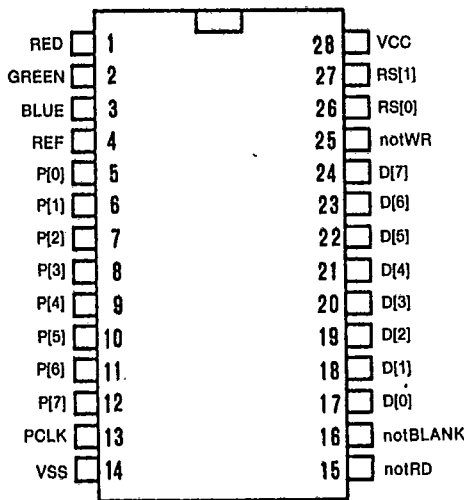 RED 1 28 VCC
GREEN 2 27 RS[1]
BLUE 3 26 RS[0]
REF 4 25 notWR
P[0] 5 24 D[7]
P[1] 6 23 D[6]
P[2] 7 22 D[5]
P[3] 8 21 D[4]
P[4] 9 20 D[3]
P[5] 10 19 D[2]
P[6] 11 18 D[1]
P[7] 12 17 D[0]
PCLK 13 16 notBLANK
VSS 14 15 notRD